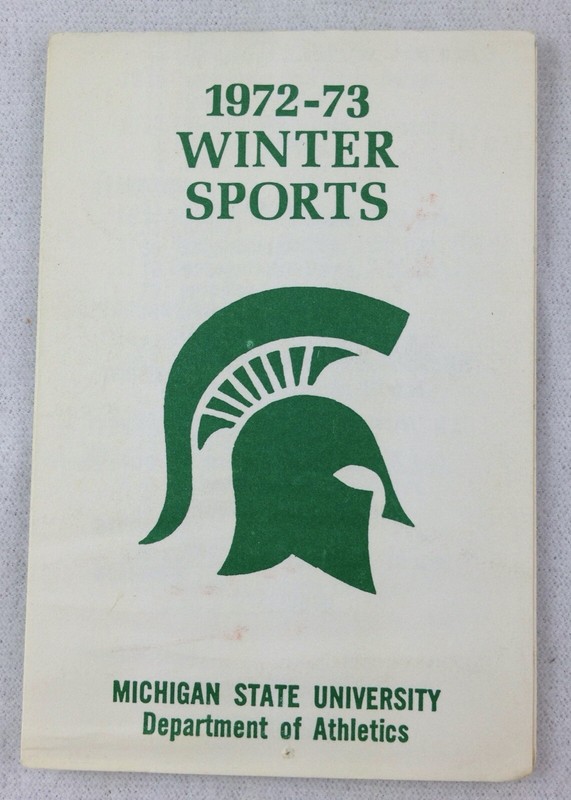 1972-73
WINTER
SPORTS
MICHIGAN STATE UNIVERSITY
Department of Athletics